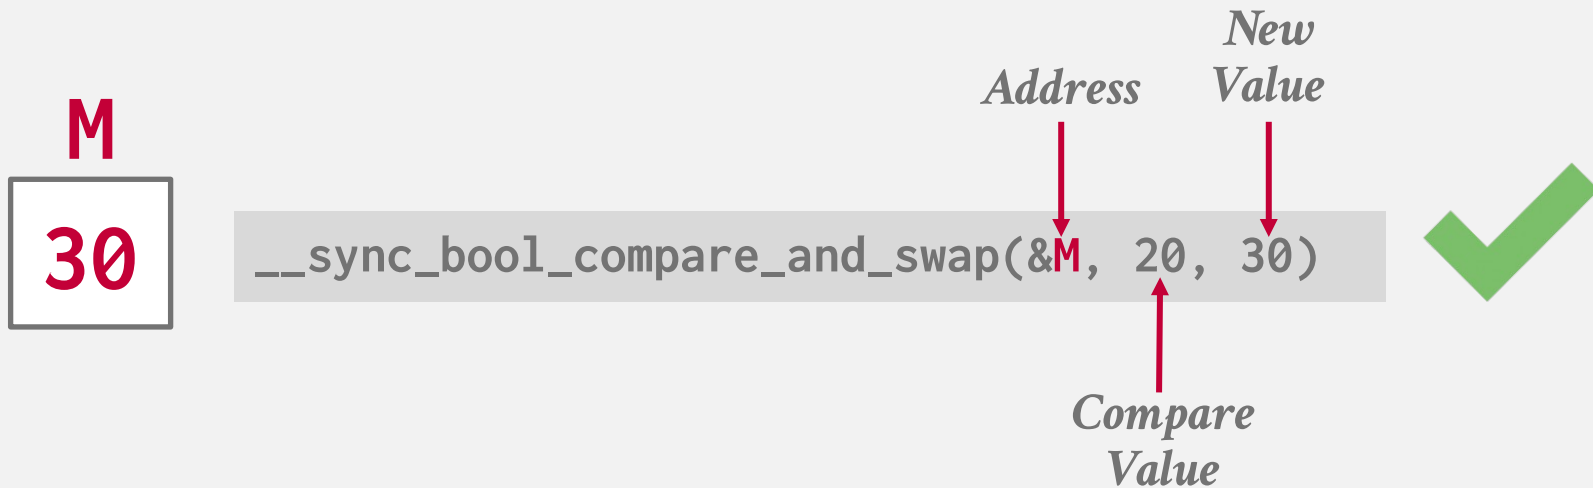 New
Value
Address
M
30
__sync_bool_compare_and_swap(&M, 20, 30)
Compare
Value